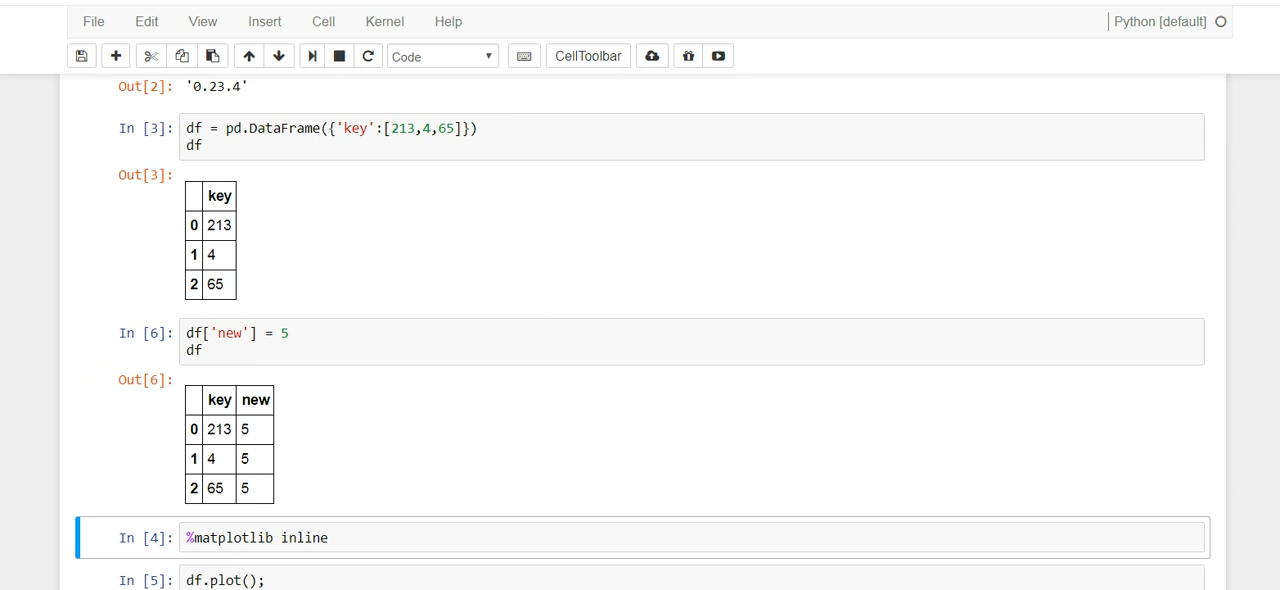 File Edit View Insert Cell Kernel Help Python [default]
Code CellToolbar
Out[2]: '0.23.4'
In [3]: df = pd.DataFrame({'key':[213,4,65]})
df
Out[3]:
key
0 213
1 4
2 65
In [6]: df['new'] = 5
df
Out[6]:
key new
0 213 5
1 4 5
2 65 5
In [4]: %matplotlib inline
In [5]: df.plot();